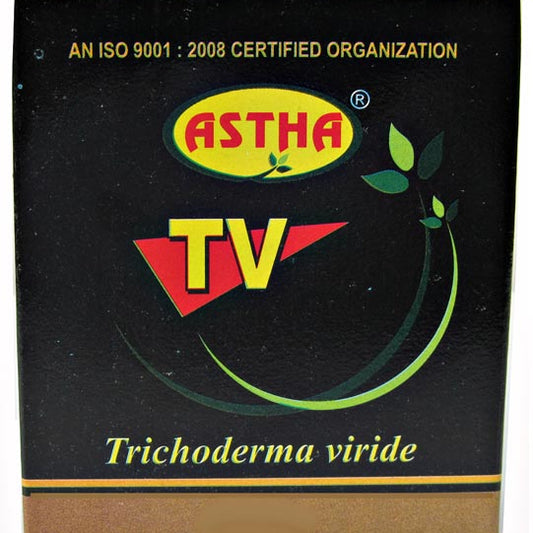 AN ISO 9001 : 2008 CERTIFIED ORGANIZATION
ASTHA ®
TV
Trichoderma viride